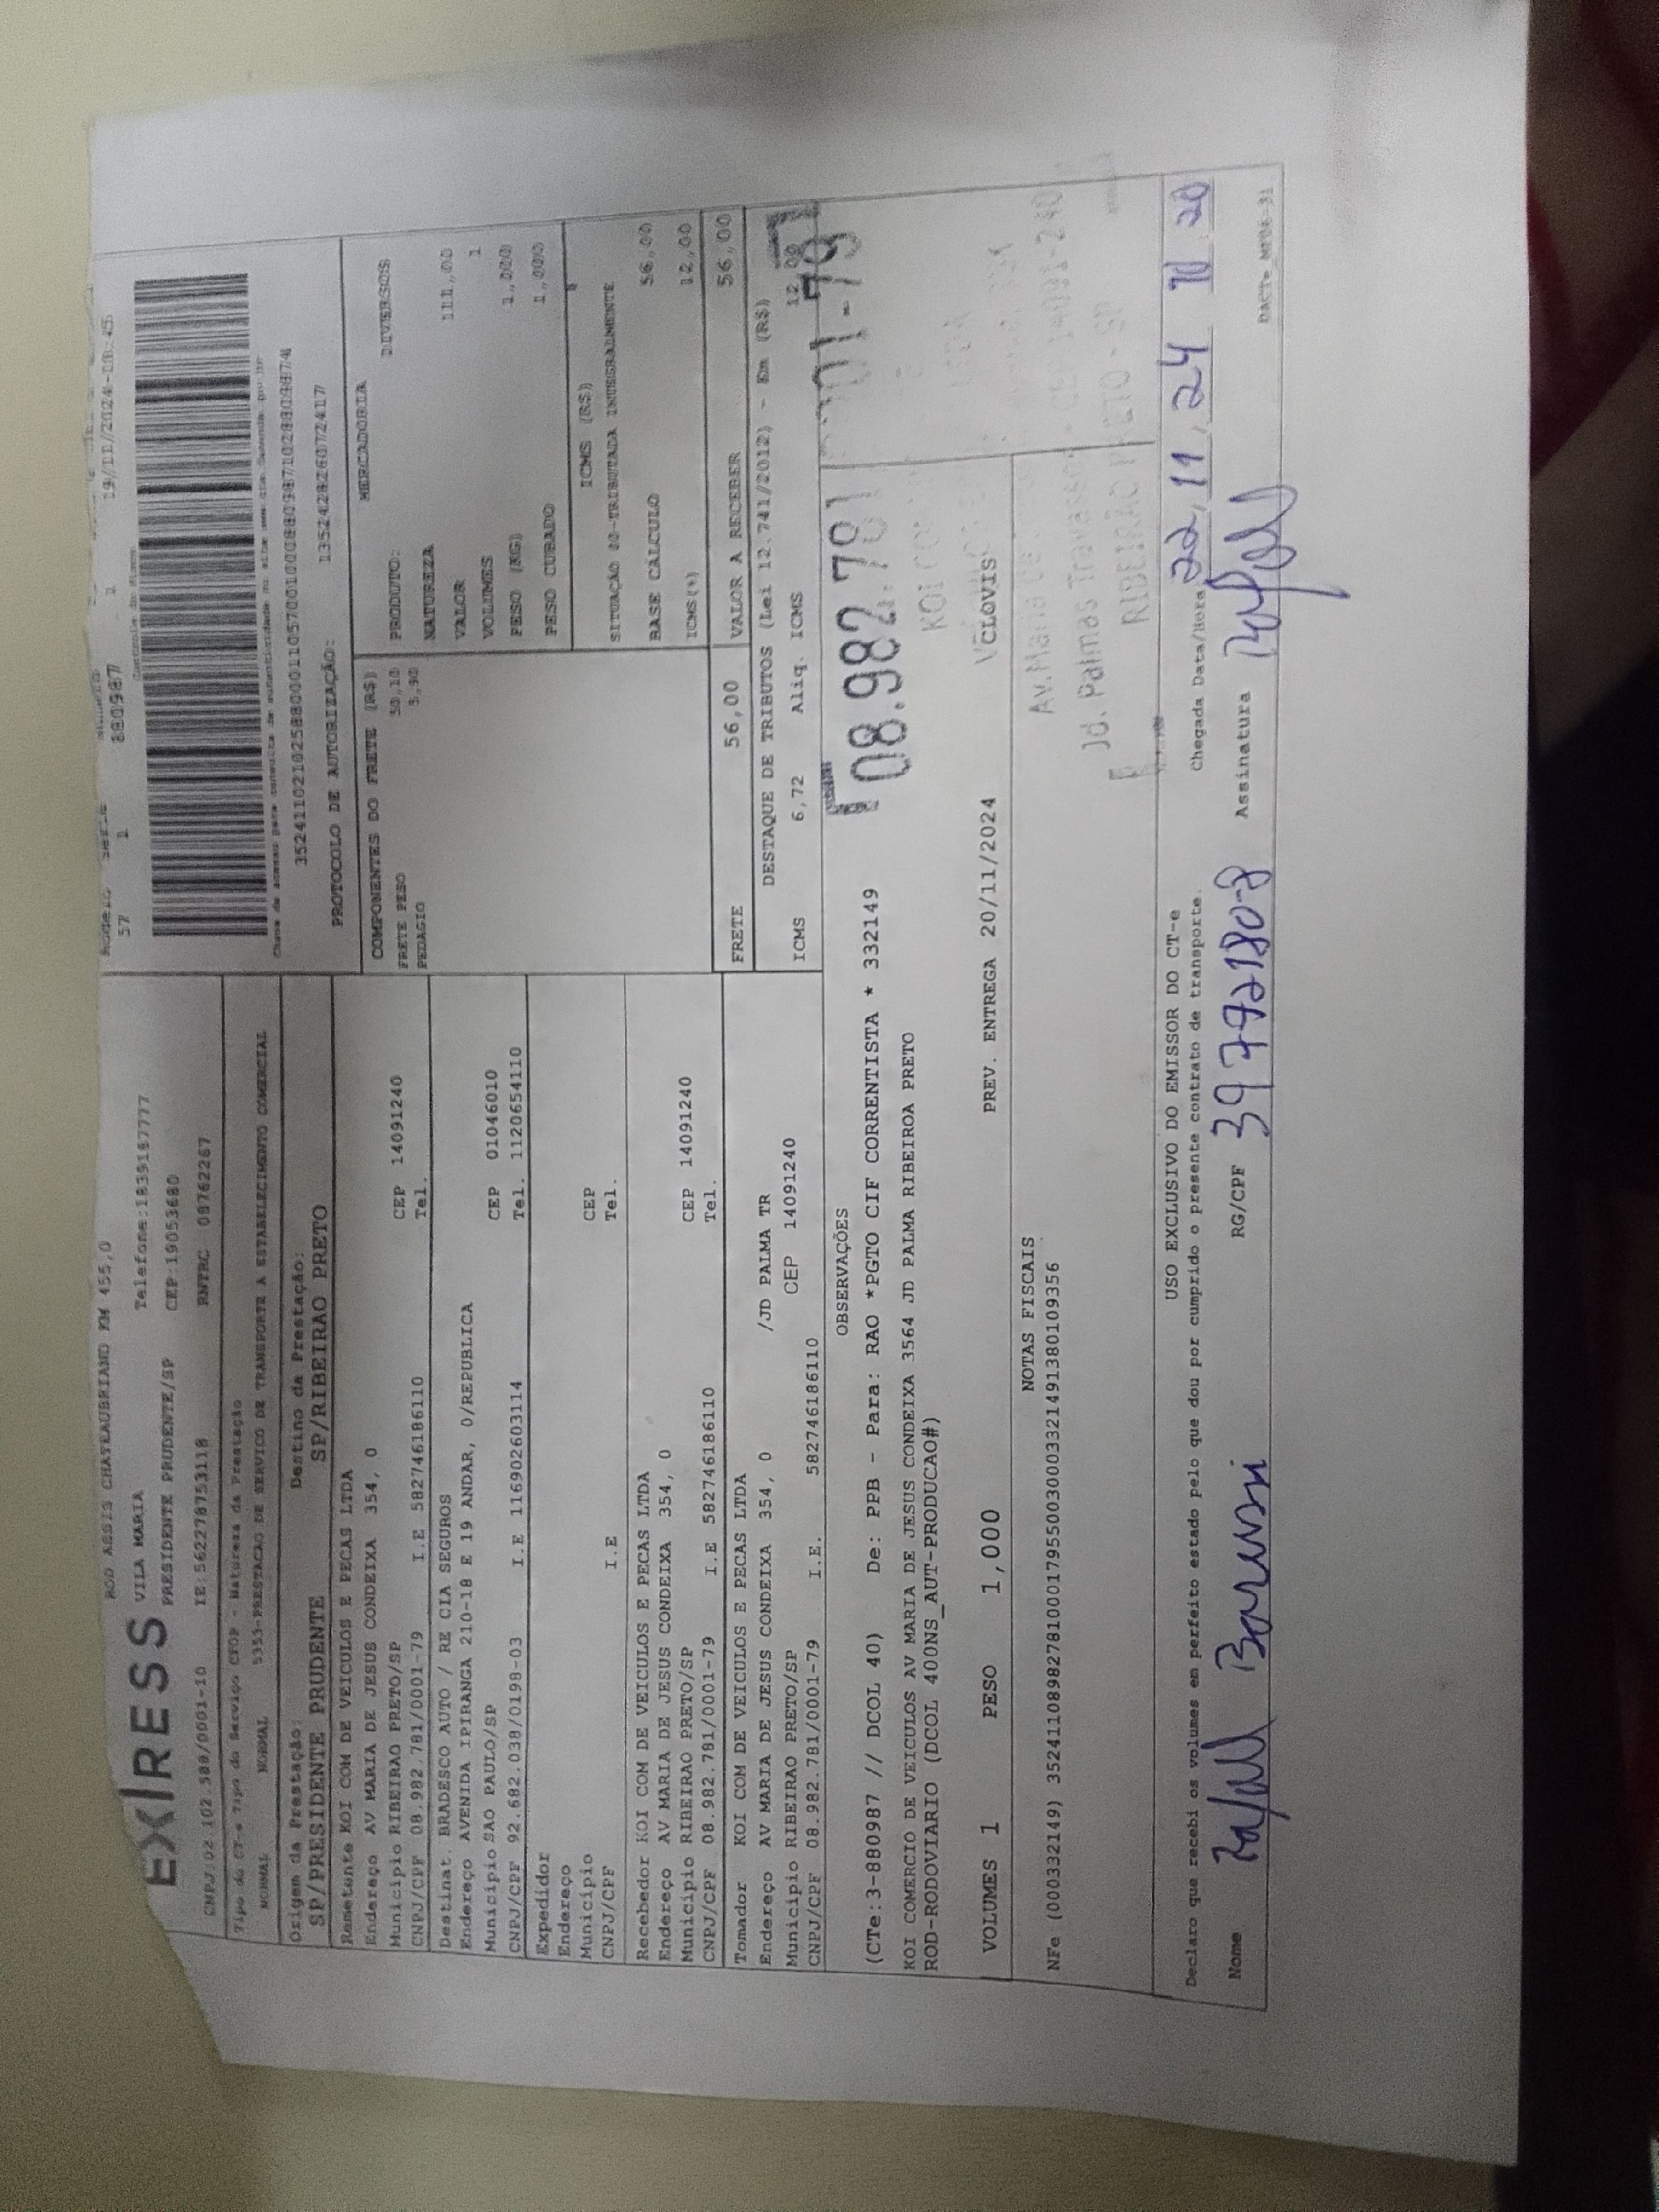 ROD ASSIS CHATEAUBRIAND KM 455,0
EX|RESS VILA MARIA Telefone:1839187777
PRESIDENTE PRUDENTE/SP CEP:19053680
CNPJ:02.102.580/0001-10 IE:562278753118 RNTRC 08762267
Tipo do CT-e Tipo do Serviço CFOP - Natureza da Prestação
NORMAL NORMAL 5353-PRESTACAO DE SERVICO DE TRANSPORTE A ESTABELECIMENTO COMERCIAL
Origem da Prestação: Destino da Prestação:
SP/PRESIDENTE PRUDENTE SP/RIBEIRAO PRETO
Remetente KOI COM DE VEICULOS E PECAS LTDA
Endereço AV MARIA DE JESUS CONDEIXA 354, 0
Município RIBEIRAO PRETO/SP CEP 14091240
CNPJ/CPF 08.982.781/0001-79 I.E 582746186110 Tel.
Destinat. BRADESCO AUTO / RE CIA SEGUROS
Endereço AVENIDA IPIRANGA 210-18 E 19 ANDAR, 0/REPUBLICA
Município SAO PAULO/SP CEP 01046010
CNPJ/CPF 92.682.038/0198-03 I.E 116902603114 Tel. 1120654110
Expedidor
Endereço
Município CEP
CNPJ/CPF I.E Tel.
Recebedor KOI COM DE VEICULOS E PECAS LTDA
Endereço AV MARIA DE JESUS CONDEIXA 354, 0
Município RIBEIRAO PRETO/SP CEP 14091240
CNPJ/CPF 08.982.781/0001-79 I.E 582746186110 Tel.
Tomador KOI COM DE VEICULOS E PECAS LTDA
Endereço AV MARIA DE JESUS CONDEIXA 354, 0 /JD PALMA TR
Município RIBEIRAO PRETO/SP CEP 14091240
CNPJ/CPF 08.982.781/0001-79 I.E. 582746186110
Modelo Serie
57 1 880987 1 19/11/2024-
35241102102588000110570010008809871028809874
PROTOCOLO DE AUTORIZAÇÃO: 135242826072417
COMPONENTES DO FRETE (R$)
FRETE PESO 50,10
PEDAGIO 5,90
MERCADORIA
PRODUTO: DIVERSOS
NATUREZA
VALOR 111,00
VOLUMES 1
PESO (KG) 1,000
PESO CUBADO 1,000
ICMS (R$)
SITUAÇÃO 00-TRIBUTADA INTEGRALMENTE
BASE CÁLCULO 56,00
ICMS(%) 12,00
FRETE 56,00 VALOR A RECEBER 56,00
DESTAQUE DE TRIBUTOS (Lei 12.741/2012) - Em (R$)
ICMS 6,72 Aliq. ICMS 12,00
OBSERVAÇÕES
(CTe:3-880987 // DCOL 40) De: PPB - Para: RAO *PGTO CIF CORRENTISTA * 332149
KOI COMERCIO DE VEICULOS AV MARIA DE JESUS CONDEIXA 3564 JD PALMA RIBEIROA PRETO
ROD-RODOVIARIO (DCOL 400NS_AUT-PRODUCAO#)
08.982.781 01-79
VOLUMES 1 PESO 1,000 PREV. ENTREGA 20/11/2024 CLOVIS
NOTAS FISCAIS
NFe (000332149) 35241108982781000179550030003321491380109356
Jd. Palmas Travassos
RIBEIRÃO PRETO - SP
USO EXCLUSIVO DO EMISSOR DO CT-e
Declaro que recebi os volumes em perfeito estado pelo que dou por cumprido o presente contrato de transporte. Chegada Data/Hora 22/11/24
Nome RG/CPF 397721808 Assinatura